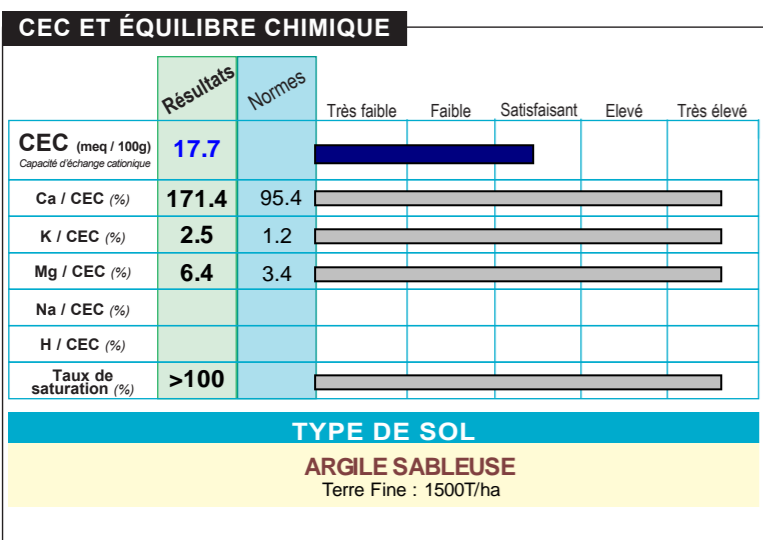 CEC ET ÉQUILIBRE CHIMIQUE
Résultats Normes Très faible Faible Satisfaisant Elevé Très élevé
CEC (meq / 100g) 17.7
Capacité d'échange cationique
Ca / CEC (%) 171.4 95.4
K / CEC (%) 2.5 1.2
Mg / CEC (%) 6.4 3.4
Na / CEC (%)
H / CEC (%)
Taux de
saturation (%) >100
TYPE DE SOL
ARGILE SABLEUSE
Terre Fine : 1500T/ha